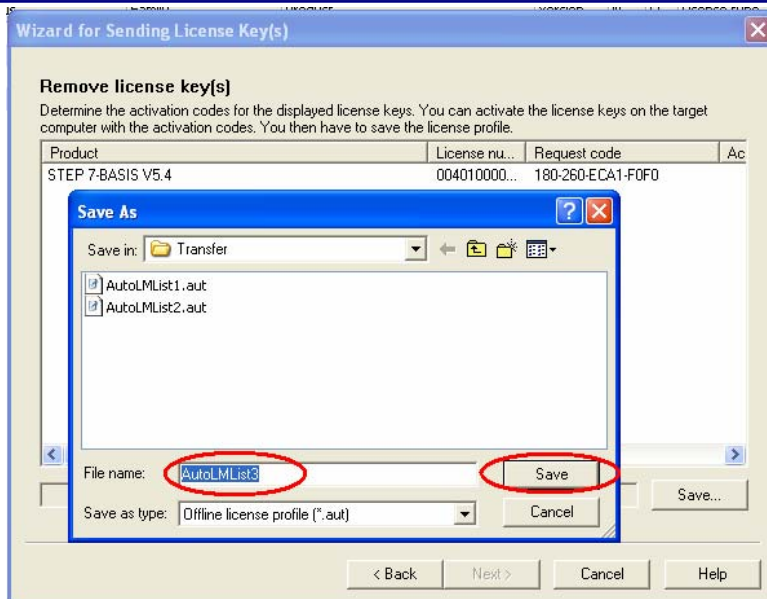 Wizard for Sending License Key(s)
Remove license key(s)
Determine the activation codes for the displayed license keys. You can activate the license keys on the target
computer with the activation codes. You then have to save the license profile.
Product License nu... Request code Ac
STEP 7-BASIS V5.4 004010000... 180-260-ECA1-F0F0
Save As
Save in: Transfer
AutoLMList1.aut
AutoLMList2.aut
File name: AutoLMList3 Save
Save...
Save as type: Offline license profile (*.aut) Cancel
< Back Next > Cancel Help